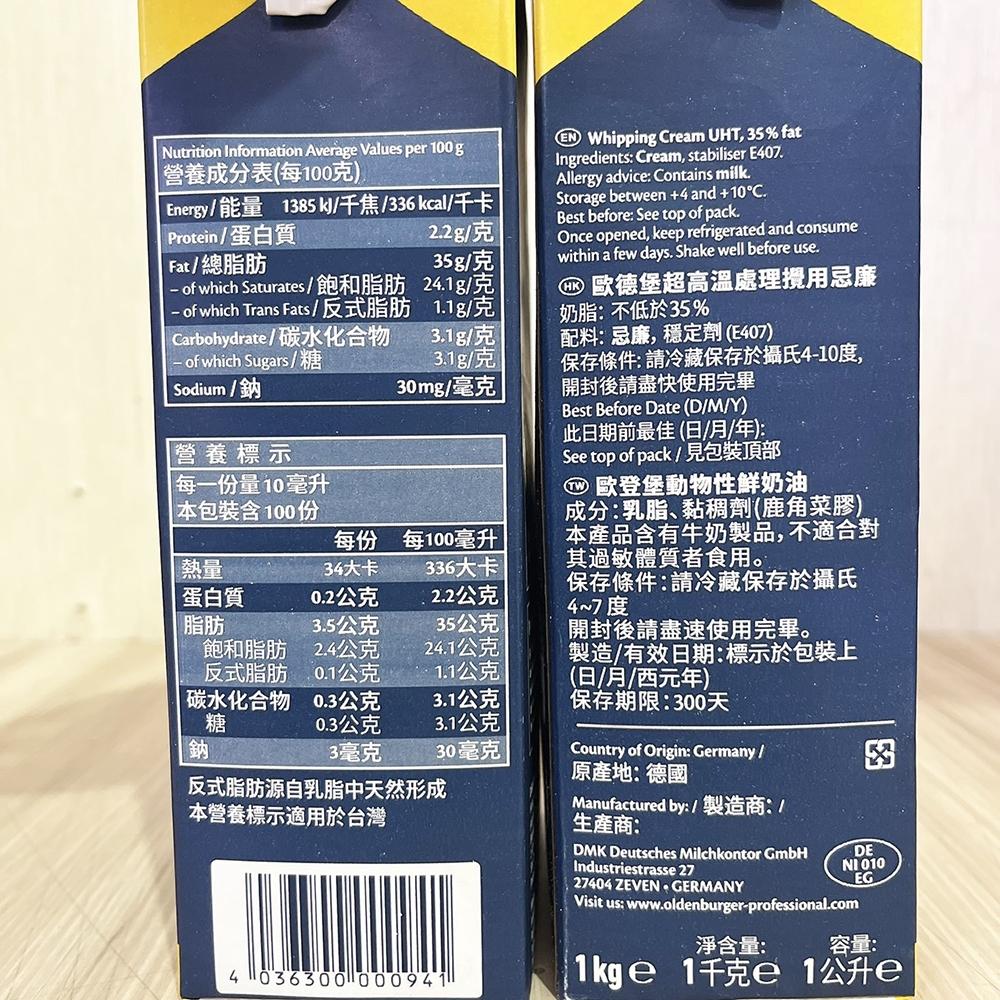 Nutrition Information Average Values per 100 g
營養成分表(每100克)
Energy/能量 1385 kJ/千焦/336 kcal/千卡
Protein/蛋白質 2.2g/克
Fat/總脂肪 35g/克
– of which Saturates/飽和脂肪 24.1g/克
– of which Trans Fats/反式脂肪 1.1g/克
Carbohydrate/碳水化合物 3.1g/克
– of which Sugars/糖 3.1g/克
Sodium/鈉 30mg/毫克
營養標示
每一份量10毫升
本包裝含100份
每份 每100毫升
熱量 34大卡 336大卡
蛋白質 0.2公克 2.2公克
脂肪 3.5公克 35公克
飽和脂肪 2.4公克 24.1公克
反式脂肪 0.1公克 1.1公克
碳水化合物 0.3公克 3.1公克
糖 0.3公克 3.1公克
鈉 3毫克 30毫克
反式脂肪源自乳脂中天然形成
本營養標示適用於台灣
4 036300 000941
EN Whipping Cream UHT, 35% fat
Ingredients: Cream, stabiliser E407.
Allergy advice: Contains milk.
Storage between +4 and +10°C.
Best before: See top of pack.
Once opened, keep refrigerated and consume
within a few days. Shake well before use.
HK 歐德堡超高溫處理攪用忌廉
奶脂: 不低於35%
配料: 忌廉, 穩定劑(E407)
保存條件: 請冷藏保存於攝氏4-10度,
開封後請盡快使用完畢
Best Before Date (D/M/Y)
此日期前最佳 (日/月/年):
See top of pack / 見包裝頂部
TW 歐登堡動物性鮮奶油
成分:乳脂、黏稠劑(鹿角菜膠)
本產品含有牛奶製品,不適合對
其過敏體質者食用。
保存條件:請冷藏保存於攝氏
4~7度
開封後請盡速使用完畢。
製造/有效日期:標示於包裝上
(日/月/西元年)
保存期限:300天
Country of Origin: Germany /
原產地: 德國
Manufactured by: / 製造商: /
生產商:
DMK Deutsches Milchkontor GmbH
Industriestrasse 27
27404 ZEVEN • GERMANY
Visit us: www.oldenburger-professional.com
DE
NI 010
EG
淨含量: 容量:
1kg℮ 1千克℮ 1公升℮